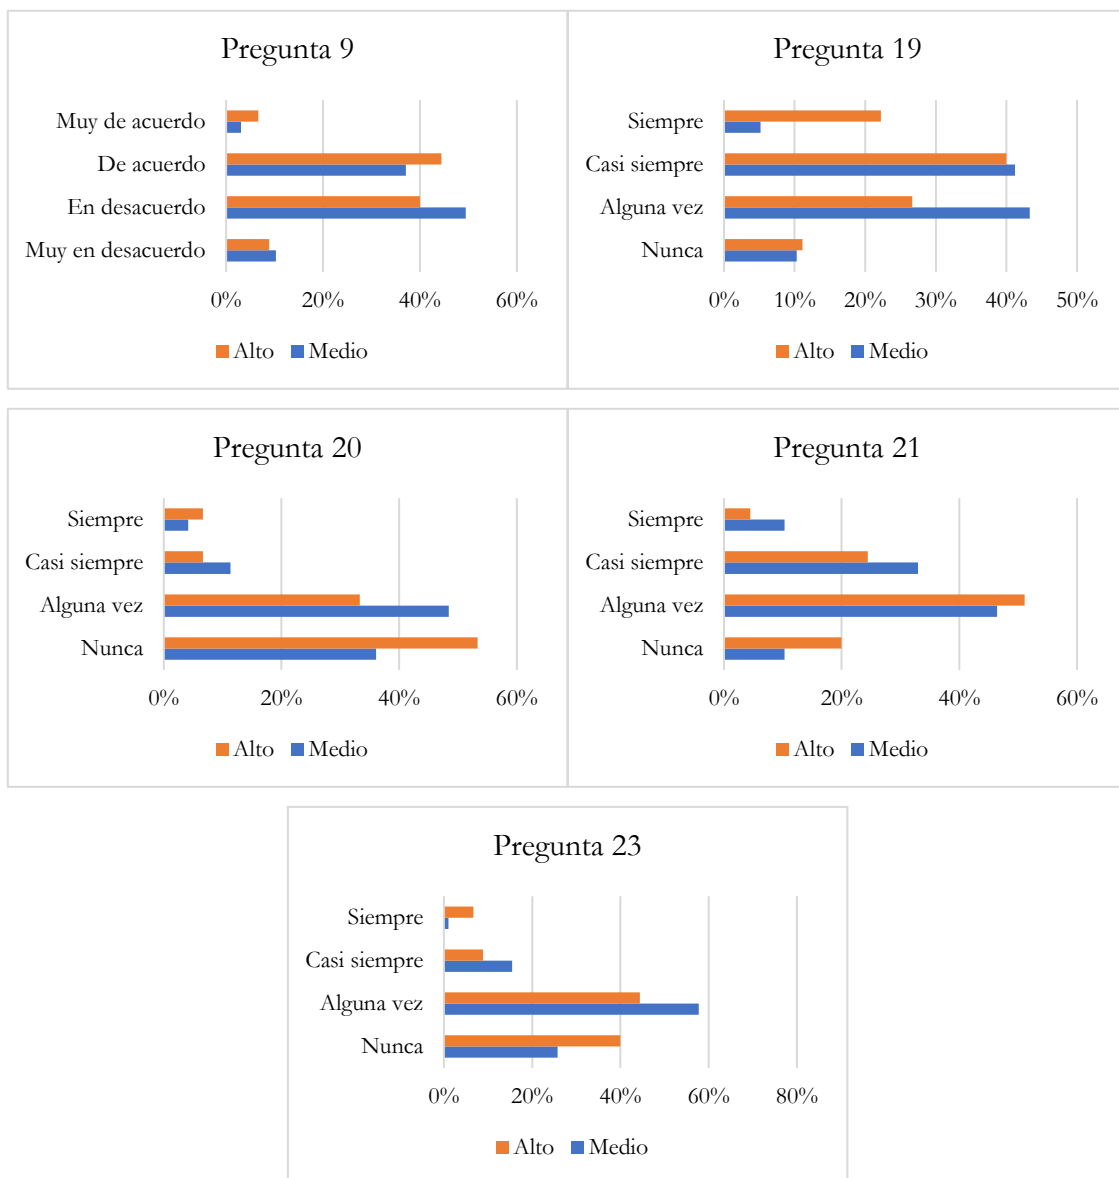 Pregunta 9
Muy de acuerdo
De acuerdo
En desacuerdo
Muy en desacuerdo
0% 20% 40% 60%
Alto Medio
Pregunta 19
Siempre
Casi siempre
Alguna vez
Nunca
0% 10% 20% 30% 40% 50%
Alto Medio
Pregunta 20
Siempre
Casi siempre
Alguna vez
Nunca
0% 20% 40% 60%
Alto Medio
Pregunta 21
Siempre
Casi siempre
Alguna vez
Nunca
0% 20% 40% 60%
Alto Medio
Pregunta 23
Siempre
Casi siempre
Alguna vez
Nunca
0% 20% 40% 60% 80%
Alto Medio